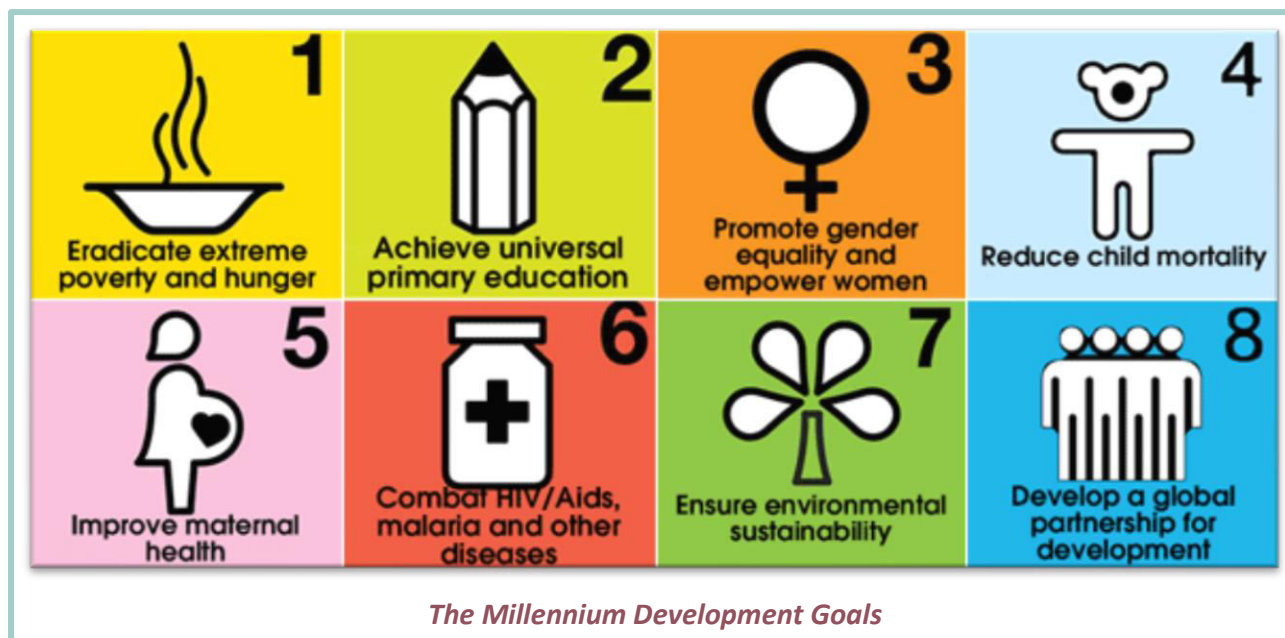 1
Eradicate extreme
poverty and hunger
2
Achieve universal
primary education
3
Promote gender
equality and
empower women
4
Reduce child mortality
5
Improve maternal
health
6
Combat HIV/Aids,
malaria and other
diseases
7
Ensure environmental
sustainability
8
Develop a global
partnership for
development
The Millennium Development Goals